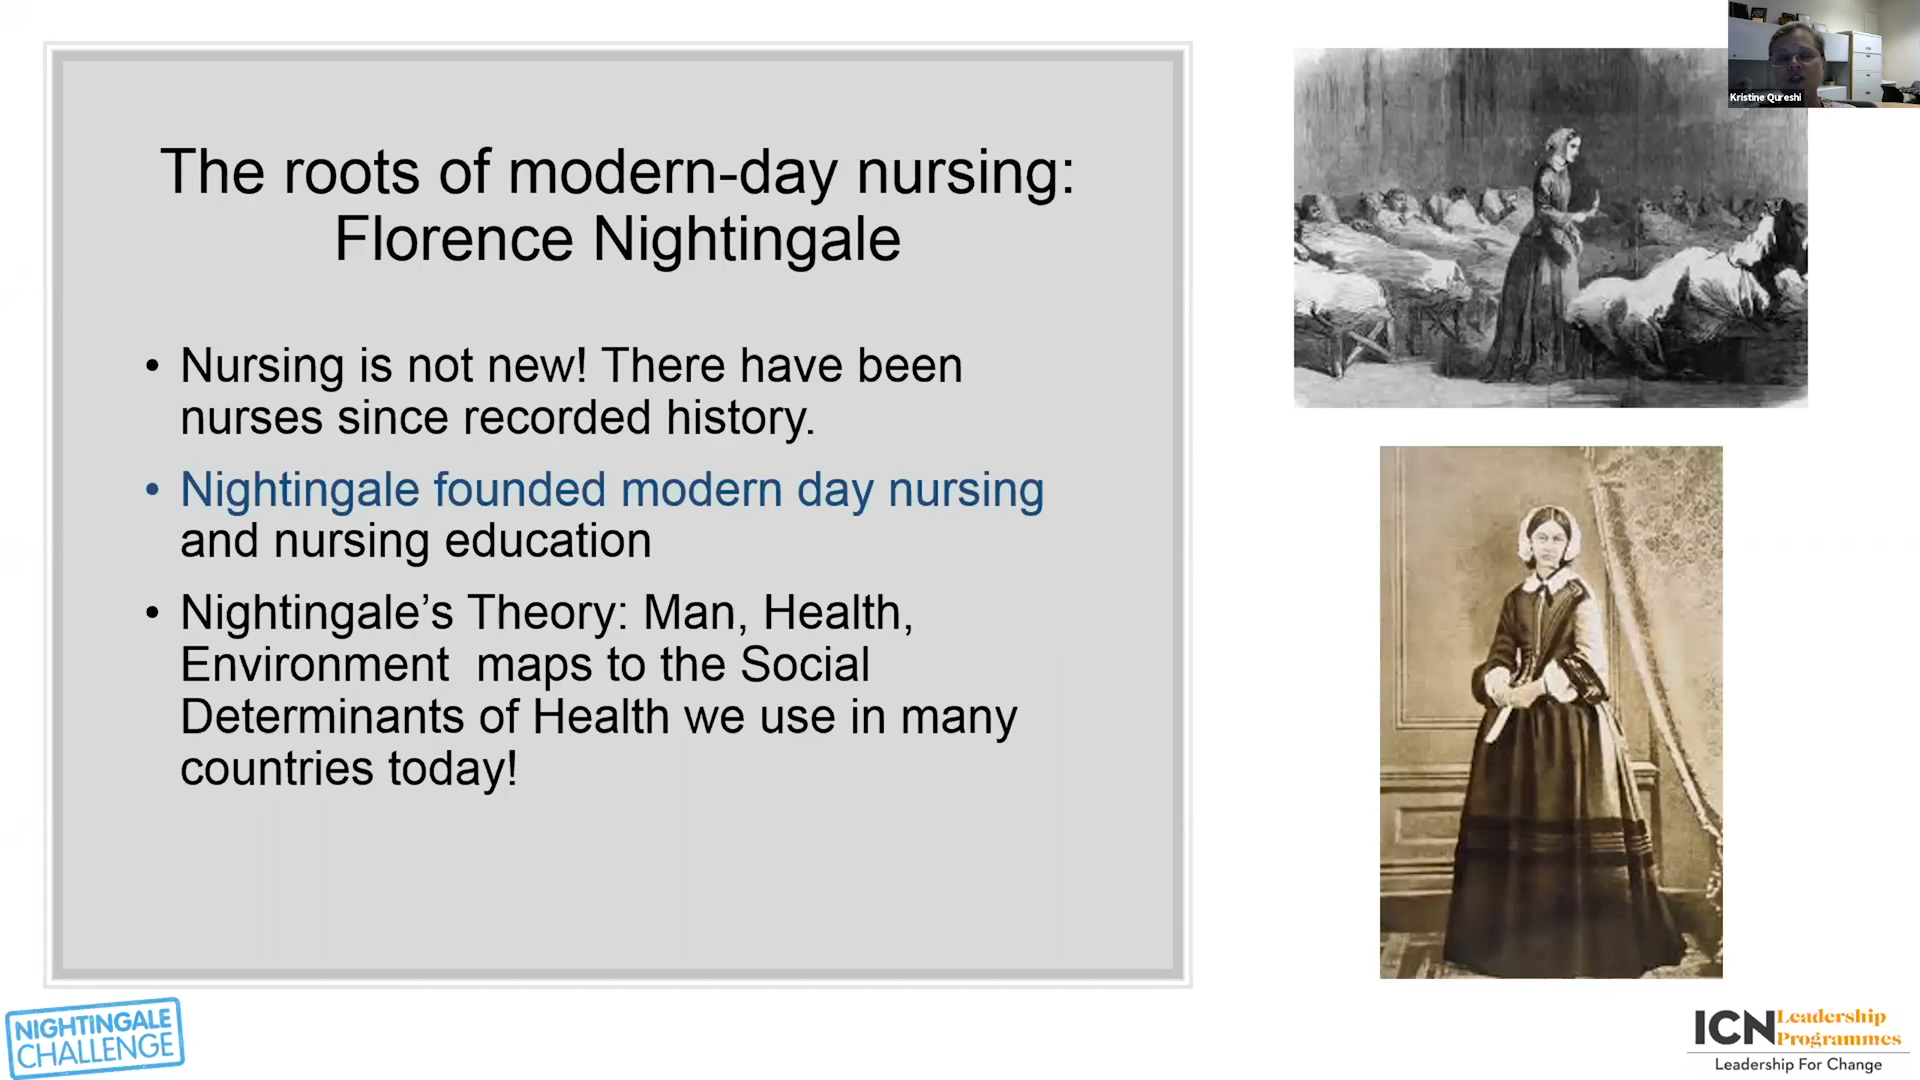 Kristine Qureshi
The roots of modern-day nursing:
Florence Nightingale
• Nursing is not new! There have been
nurses since recorded history.
• Nightingale founded modern day nursing
and nursing education
• Nightingale’s Theory: Man, Health,
Environment  maps to the Social
Determinants of Health we use in many
countries today!
NIGHTINGALE
CHALLENGE
ICN Leadership
Programmes
Leadership For Change